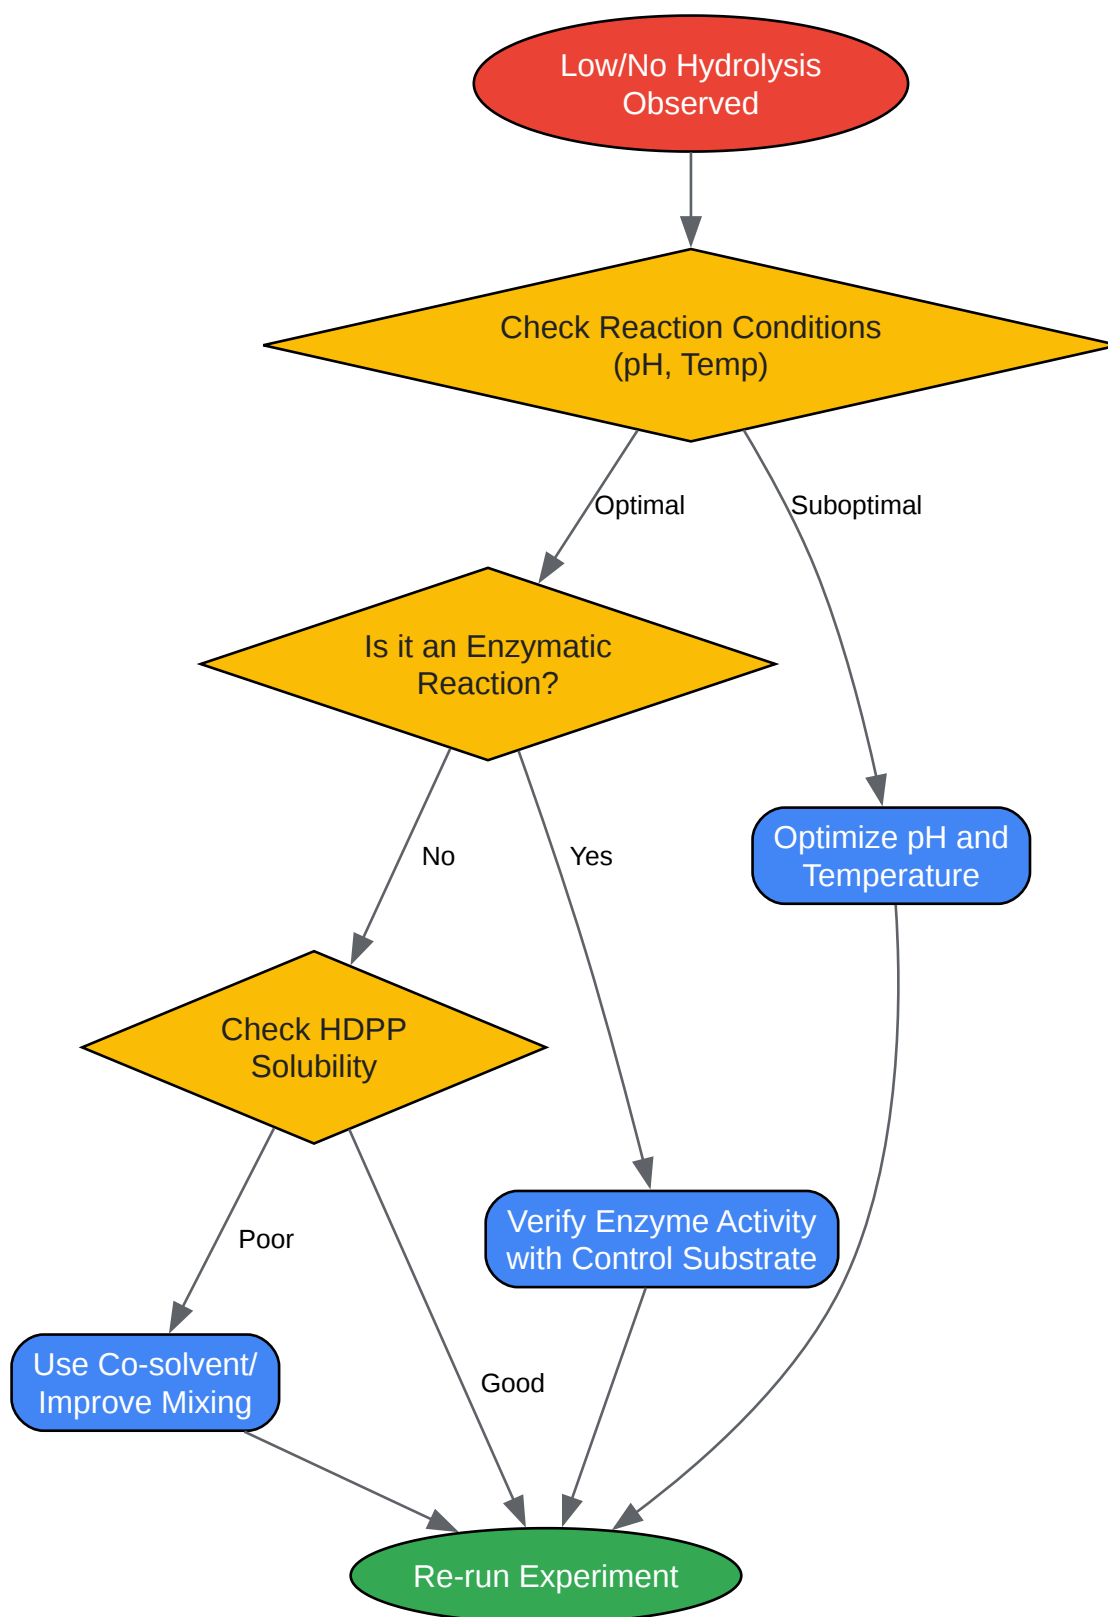 Low/No Hydrolysis
Observed
Check Reaction Conditions
(pH, Temp)
Optimal
Suboptimal
Is it an Enzymatic
Reaction?
Optimize pH and
Temperature
No
Yes
Check HDPP
Solubility
Verify Enzyme Activity
with Control Substrate
Poor
Use Co-solvent/
Improve Mixing
Good
Re-run Experiment